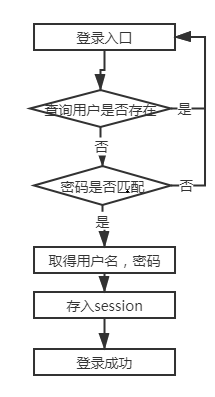 登录入口
查询用户是否存在
是
否
密码是否匹配
否
是
取得用户名，密码
存入session
登录成功